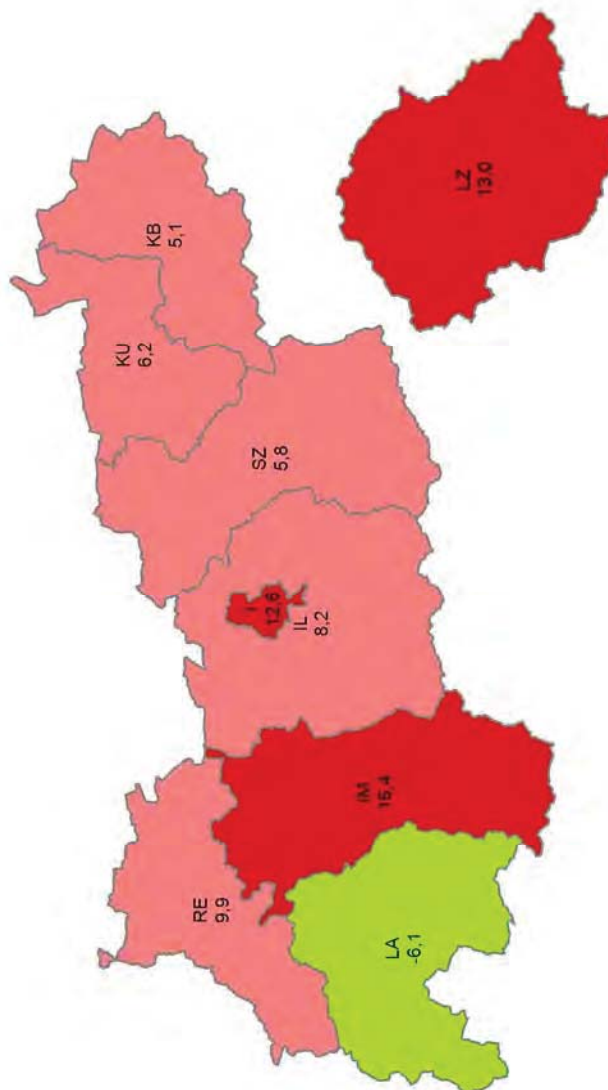 KB
5,1
KU
6,2
LZ
13,0
SZ
5,8
I
12,6
IL
8,2
IM
15,4
RE
9,9
LA
-6,1